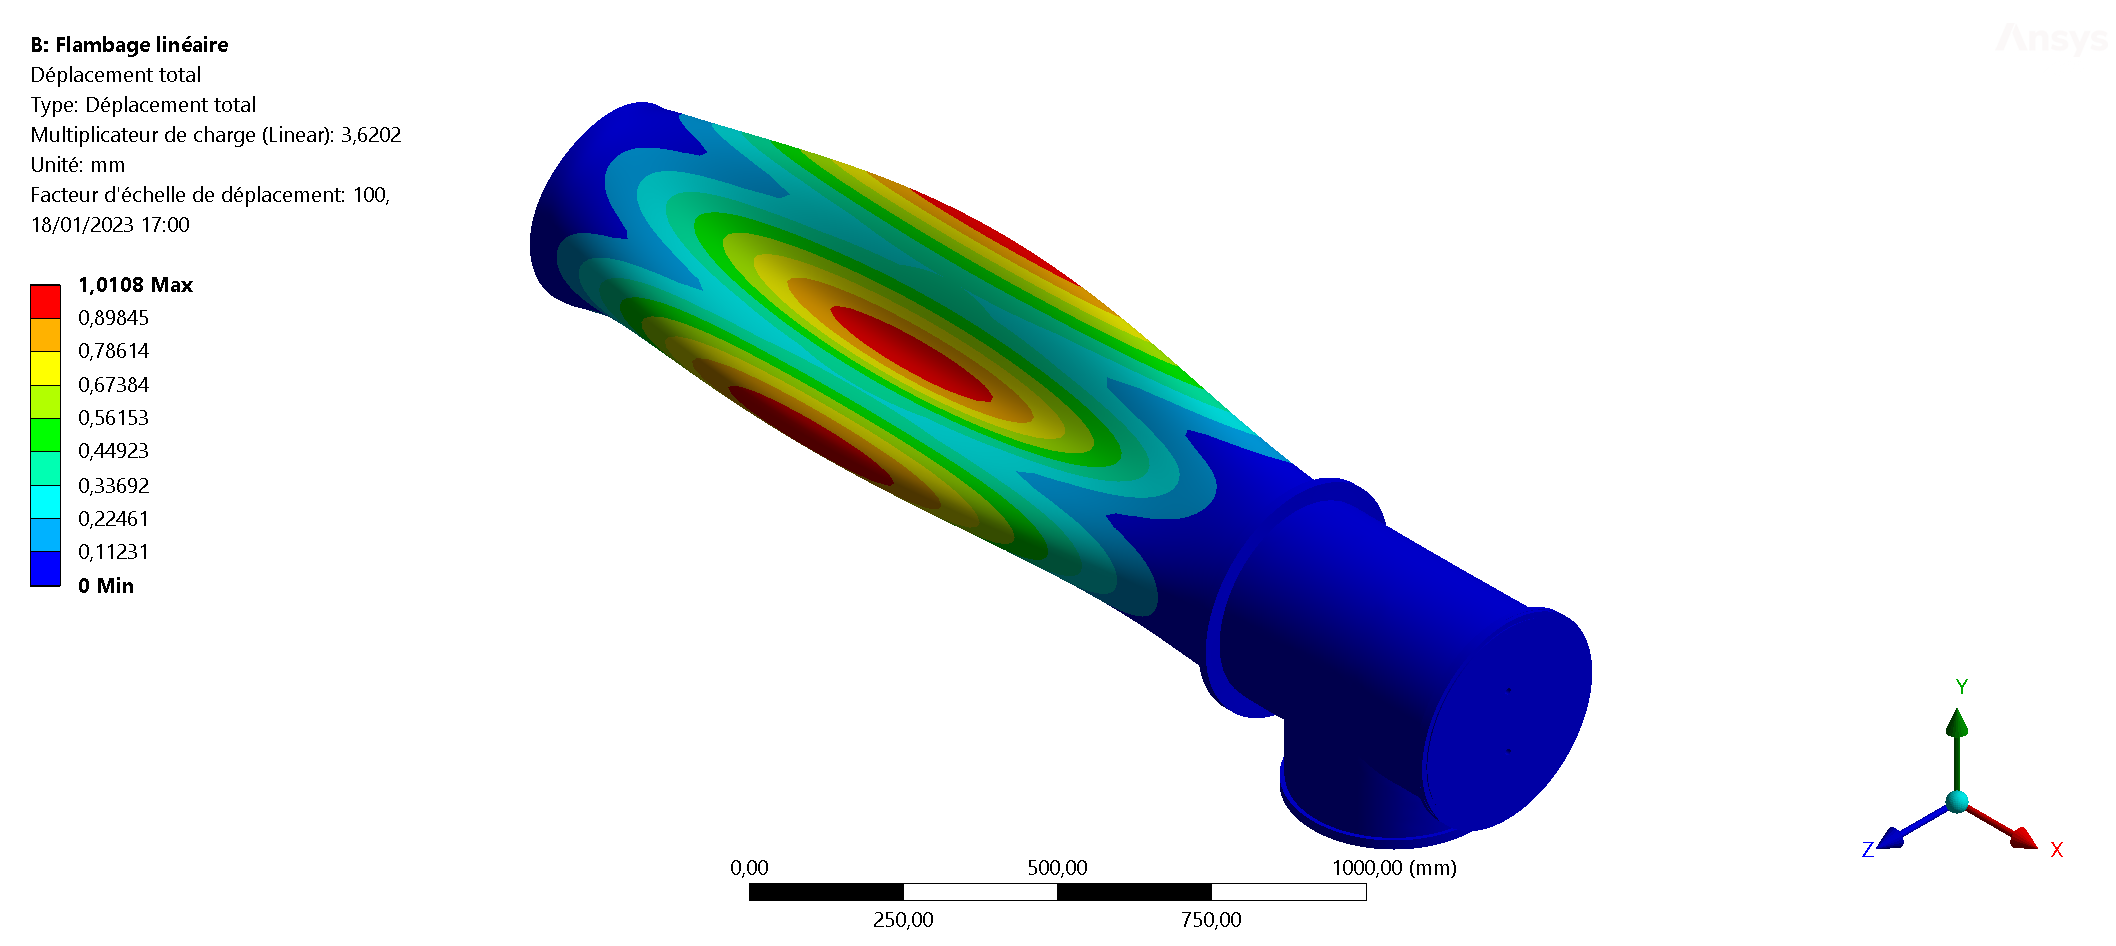 Ansys
B: Flambage linéaire
Déplacement total
Type: Déplacement total
Multiplicateur de charge (Linear): 3,6202
Unité: mm
Facteur d'échelle de déplacement: 100,
18/01/2023 17:00
1,0108 Max
0,89845
0,78614
0,67384
0,56153
0,44923
0,33692
0,22461
0,11231
0 Min
0,00 500,00 1000,00 (mm)
250,00 750,00
Y
Z X